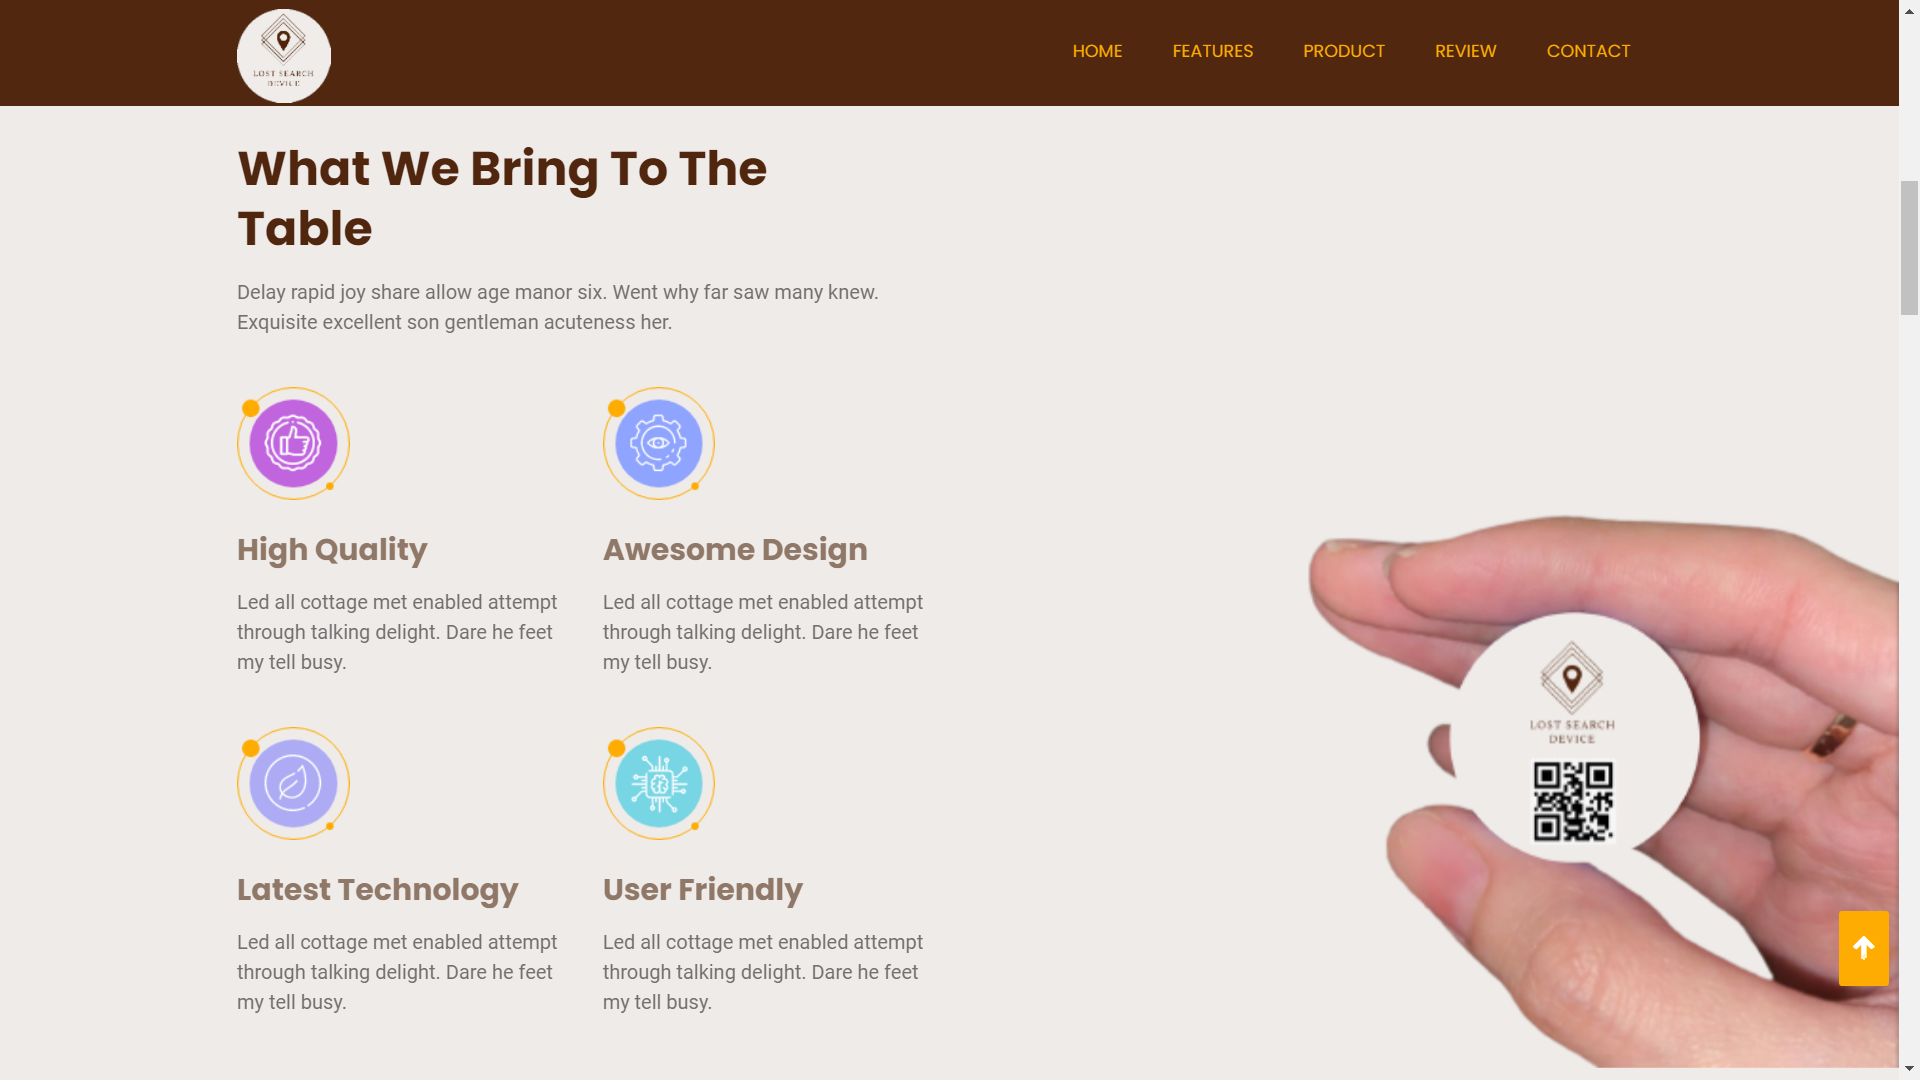 LOST SEARCH
DEVICE
HOME FEATURES PRODUCT REVIEW CONTACT
What We Bring To The
Table
Delay rapid joy share allow age manor six. Went why far saw many knew.
Exquisite excellent son gentleman acuteness her.
High Quality
Led all cottage met enabled attempt
through talking delight. Dare he feet
my tell busy.
Awesome Design
Led all cottage met enabled attempt
through talking delight. Dare he feet
my tell busy.
Latest Technology
Led all cottage met enabled attempt
through talking delight. Dare he feet
my tell busy.
User Friendly
Led all cottage met enabled attempt
through talking delight. Dare he feet
my tell busy.
LOST SEARCH
DEVICE